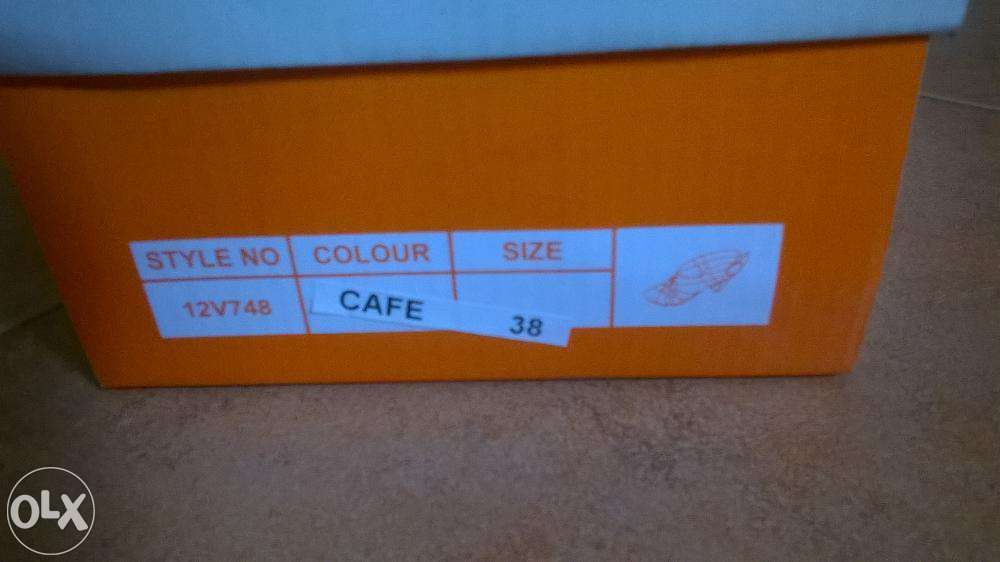 STYLE NO COLOUR SIZE
12V748 CAFE 38
OLX